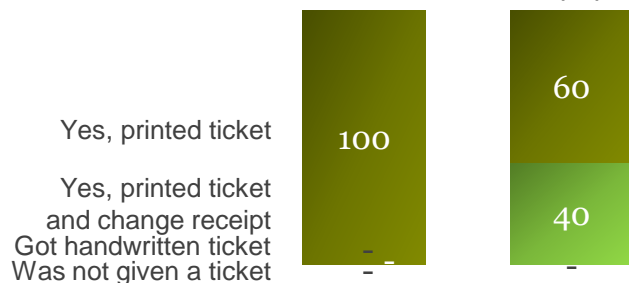 60
Yes, printed ticket
100
Yes, printed ticket
and change receipt
40
Got handwritten ticket
-
-
Was not given a ticket
-
-